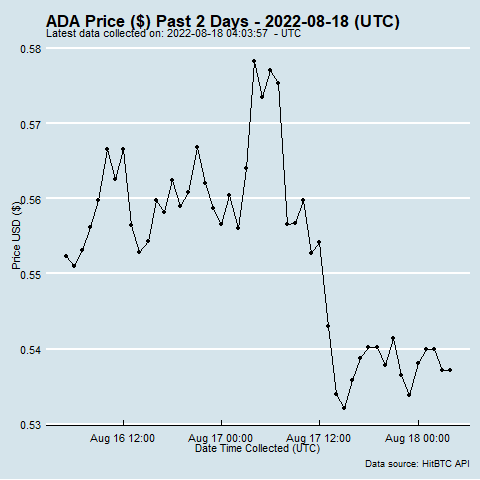 ADA Price ($) Past 2 Days - 2022-08-18 (UTC)
Latest data collected on: 2022-08-18 04:03:57  - UTC
0.58
0.57
0.56
0.55
0.54
0.53
Price USD ($)
Aug 16 12:00
Aug 17 00:00
Aug 17 12:00
Aug 18 00:00
Date Time Collected (UTC)
Data source: HitBTC API